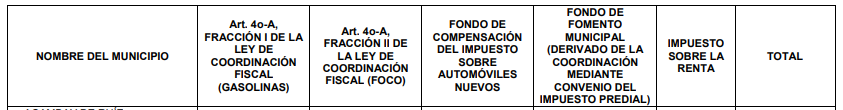 NOMBRE DEL MUNICIPIO
Art. 4o-A,
FRACCIÓN I DE LA
LEY DE
COORDINACIÓN
FISCAL
(GASOLINAS)
Art. 4o-A,
FRACCIÓN II DE
LA LEY DE
COORDINACIÓN
FISCAL (FOCO)
FONDO DE
COMPENSACIÓN
DEL IMPUESTO
SOBRE
AUTOMÓVILES
NUEVOS
FONDO DE
FOMENTO
MUNICIPAL
(DERIVADO DE LA
COORDINACIÓN
MEDIANTE
CONVENIO DEL
IMPUESTO PREDIAL)
IMPUESTO
SOBRE LA
RENTA
TOTAL